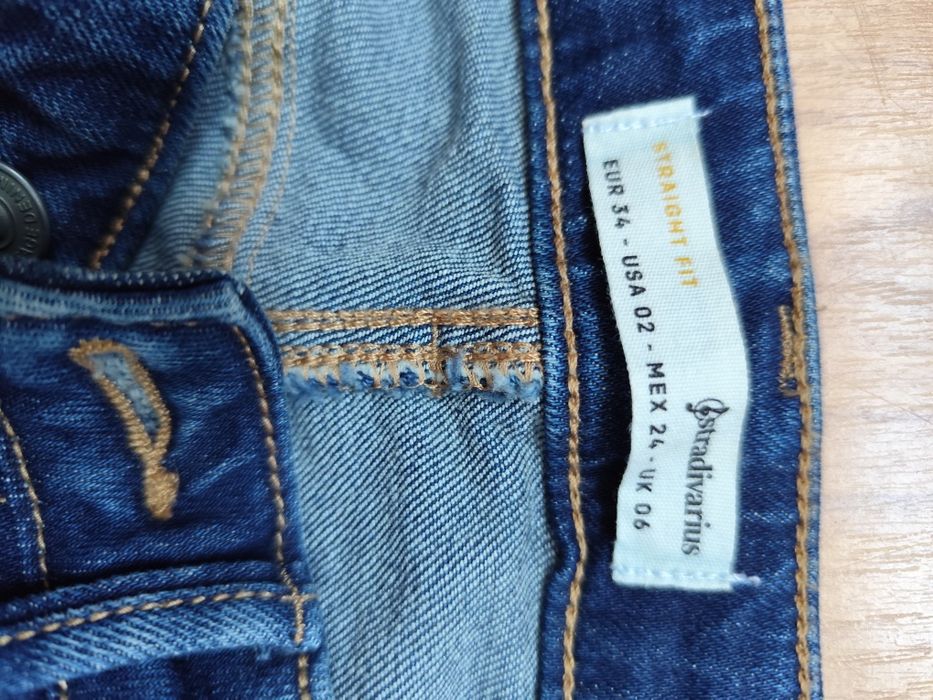 STRAIGHT FIT
Stradivarius
EUR 34 - USA 02 - MEX 24 - UK 06